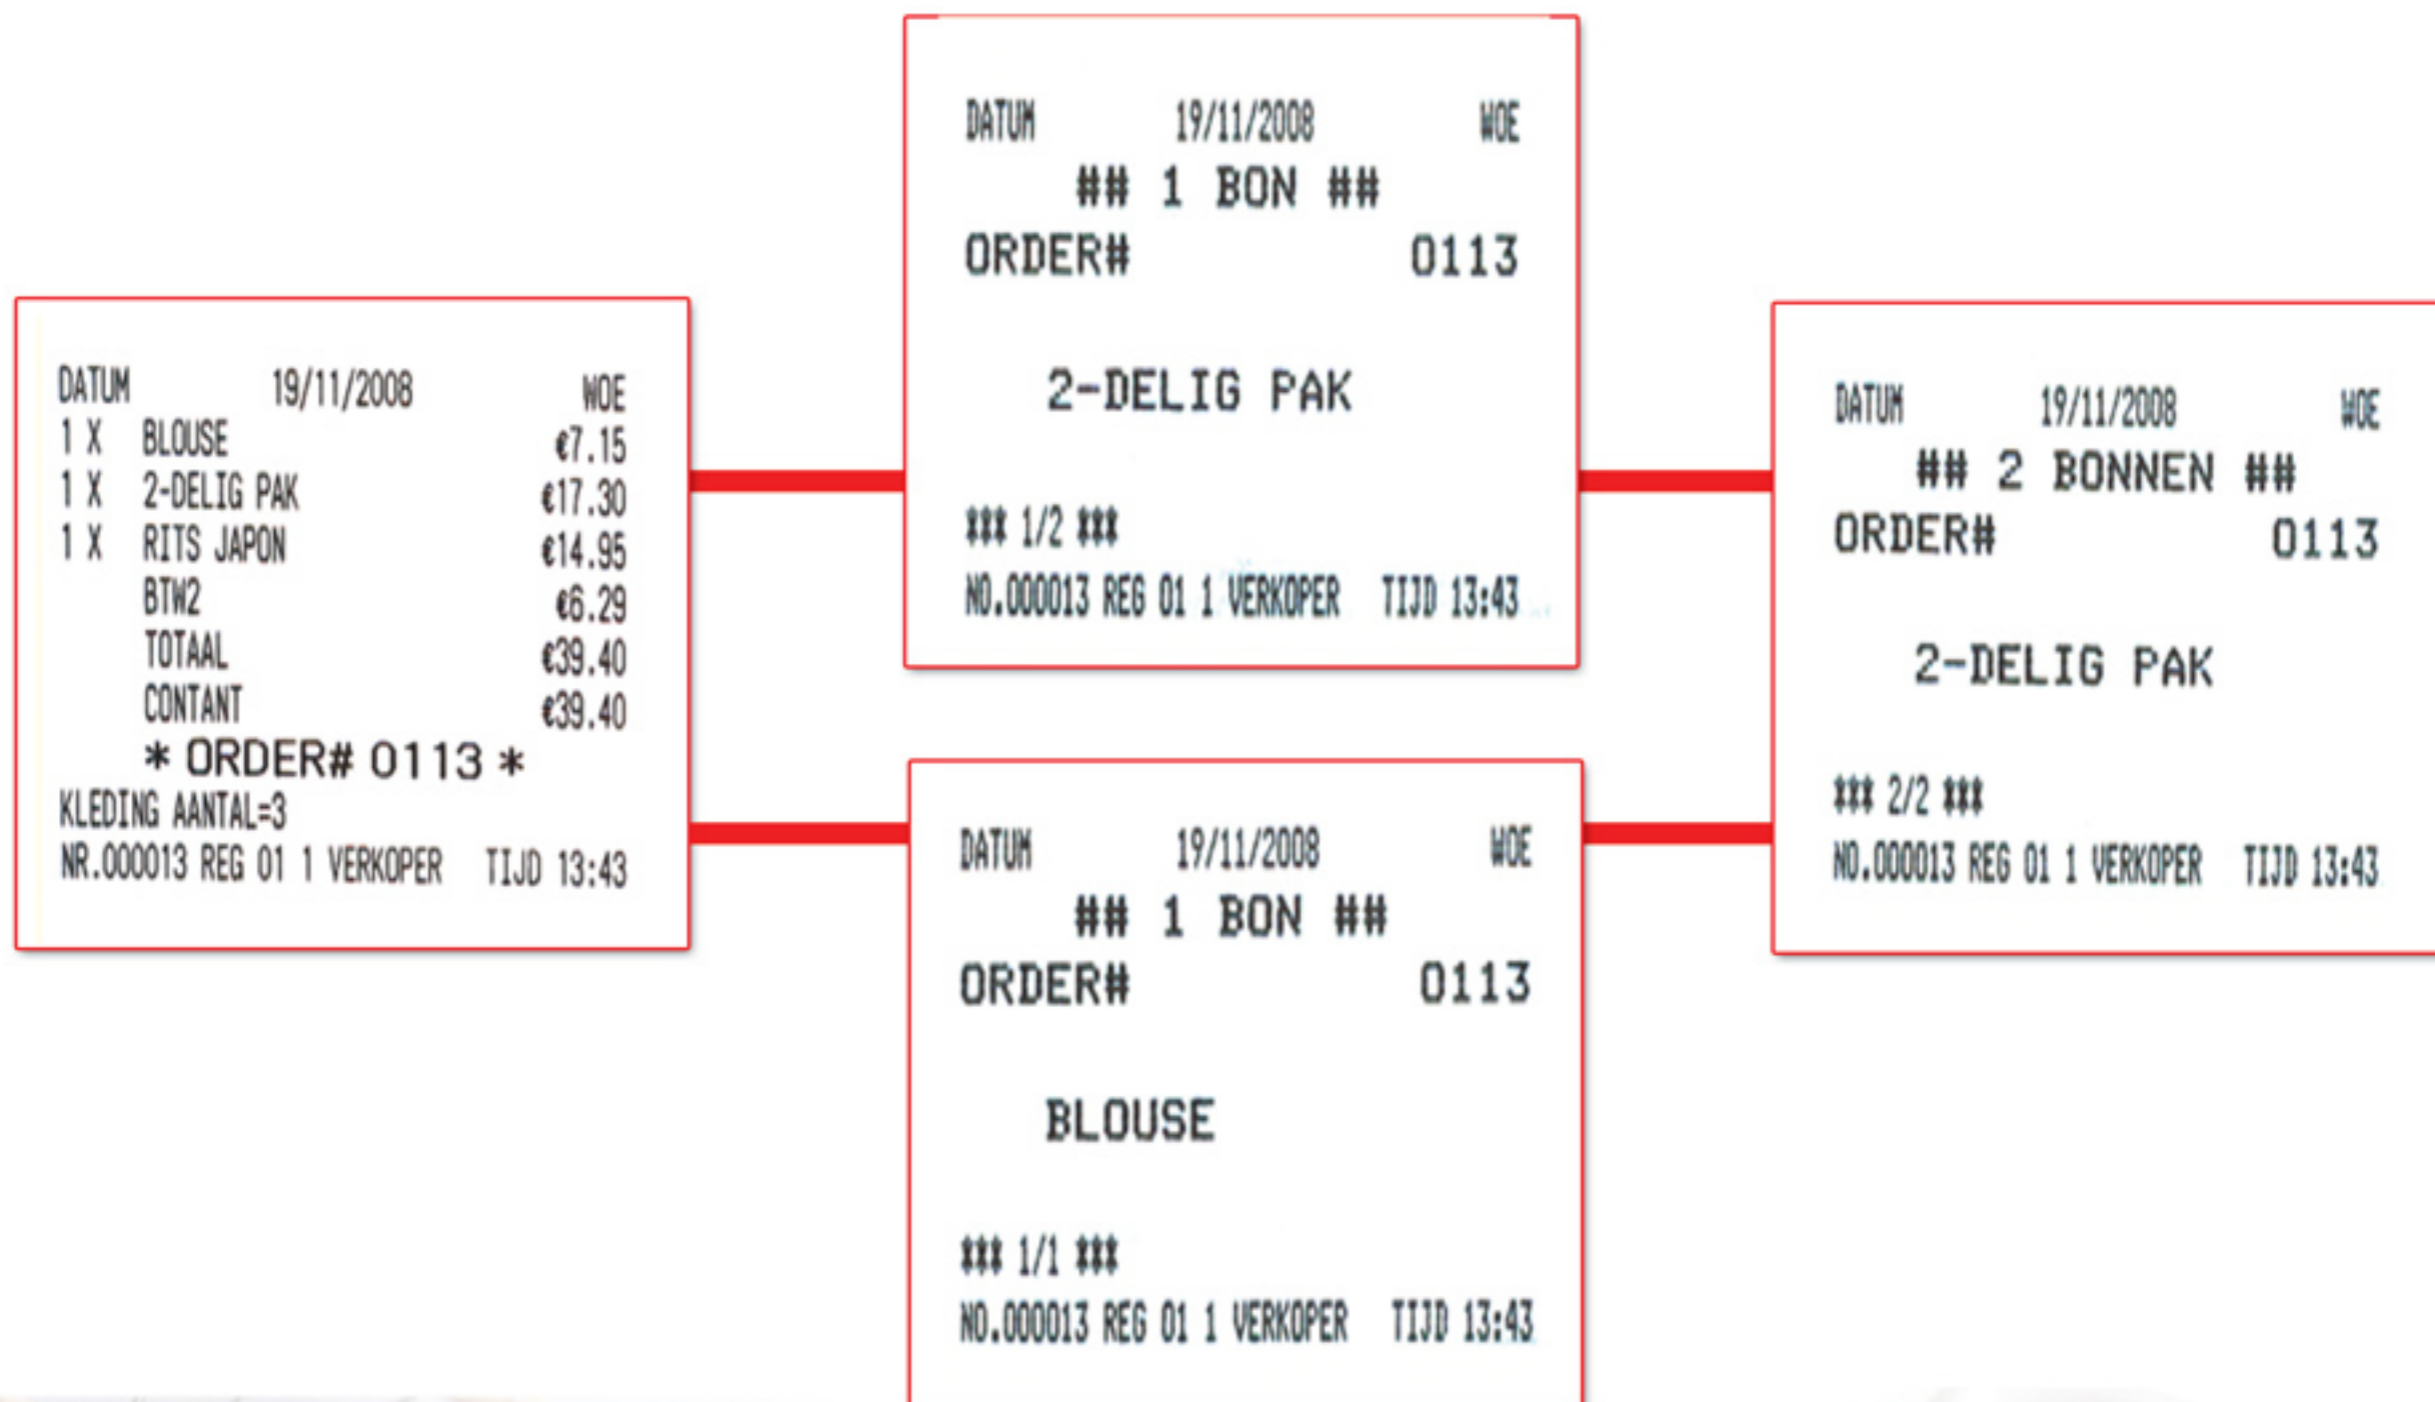 DATUM 19/11/2008 WOE
1 X BLOUSE €7.15
1 X 2-DELIG PAK €17.30
1 X RITS JAPON €14.95
BTW2 €6.29
TOTAAL €39.40
CONTANT €39.40
* ORDER# 0113 *
KLEDING AANTAL=3
NR.000013 REG 01 1 VERKOPER TIJD 13:43
DATUM 19/11/2008 WOE
## 1 BON ##
ORDER# 0113
2-DELIG PAK
*** 1/2 ***
NO.000013 REG 01 1 VERKOPER TIJD 13:43
DATUM 19/11/2008 WOE
## 1 BON ##
ORDER# 0113
BLOUSE
*** 1/1 ***
NO.000013 REG 01 1 VERKOPER TIJD 13:43
DATUM 19/11/2008 WOE
## 2 BONNEN ##
ORDER# 0113
2-DELIG PAK
*** 2/2 ***
NO.000013 REG 01 1 VERKOPER TIJD 13:43